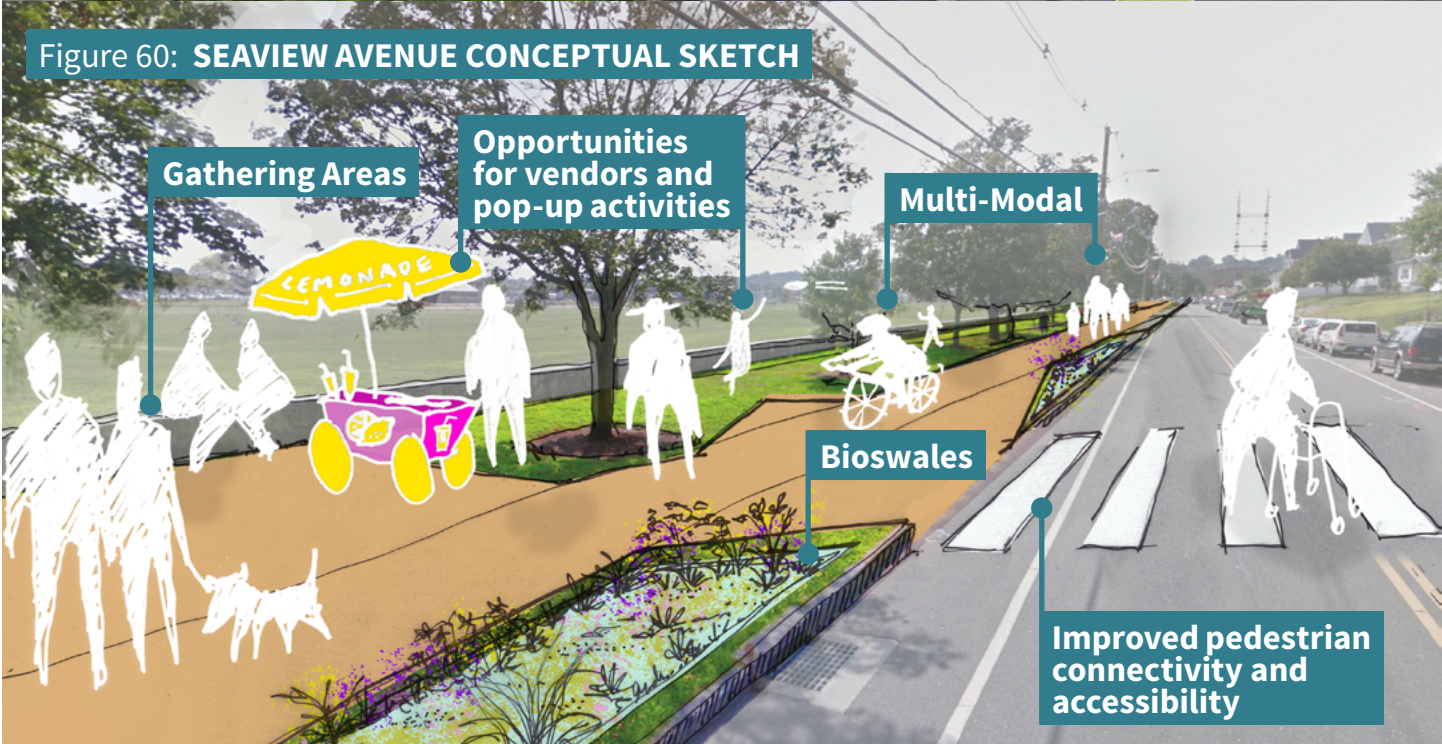 Figure 60: SEAVIEW AVENUE CONCEPTUAL SKETCH
Gathering Areas
Opportunities
for vendors and
pop-up activities
Multi-Modal
LEMONADE
Bioswales
Improved pedestrian
connectivity and
accessibility